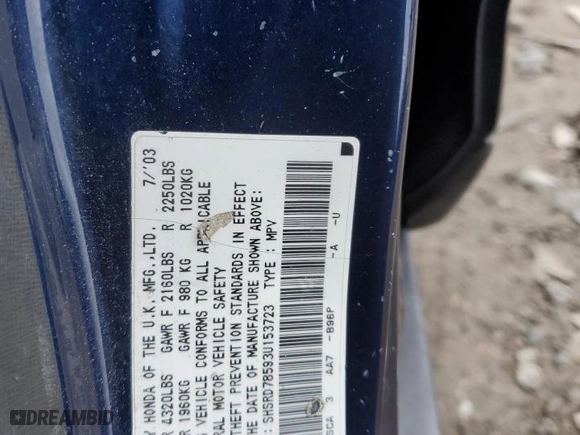 Y HONDA OF THE U.K. MFG.,LTD. 7/'03
R 4320LBS GAWR F 2160LBS R 2250LBS
R 1960KG GAWR F 980 KG R 1020KG
VEHICLE CONFORMS TO ALL APPLICABLE
RAL MOTOR VEHICLE SAFETY
THEFT PREVENTION STANDARDS IN EFFECT
HE DATE OF MANUFACTURE SHOWN ABOVE:
: SHSRD78593U153723 TYPE : MPV
SCA 3 AA7 -B96P -A -U
DREAMBID